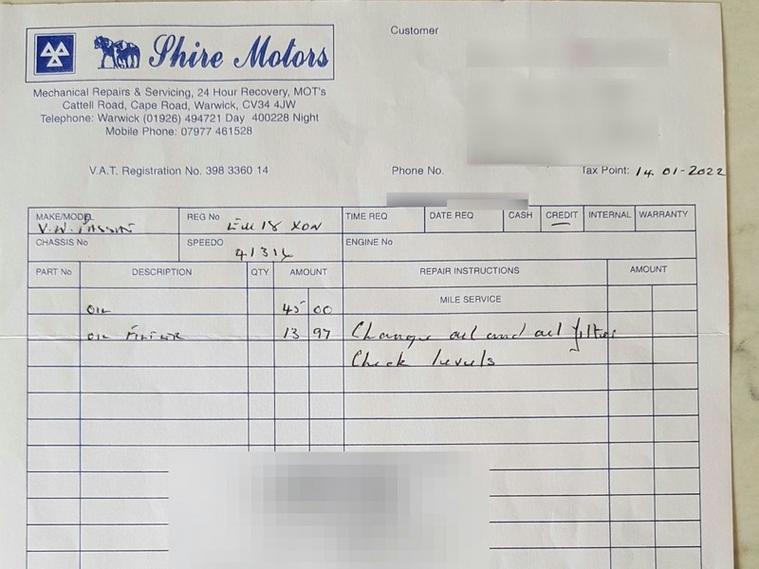 Shire Motors
Customer
Mechanical Repairs & Servicing, 24 Hour Recovery, MOT's
Cattell Road, Cape Road, Warwick, CV34 4JW
Telephone: Warwick (01926) 494721 Day 400228 Night
Mobile Phone: 07977 461528
V.A.T. Registration No. 398 3360 14
Phone No.
Tax Point: 14.01-2022
MAKE/MODEL
V.W. PASSAT
REG No
18 XON
TIME REQ
DATE REQ
CASH
CREDIT
INTERNAL
WARRANTY
CHASSIS No
SPEEDO
ENGINE No
PART No
DESCRIPTION
QTY
AMOUNT
REPAIR INSTRUCTIONS
AMOUNT
MILE SERVICE
OIL 45 00
OIL FILTER 13 97
Change oil and oil filter
Check levels